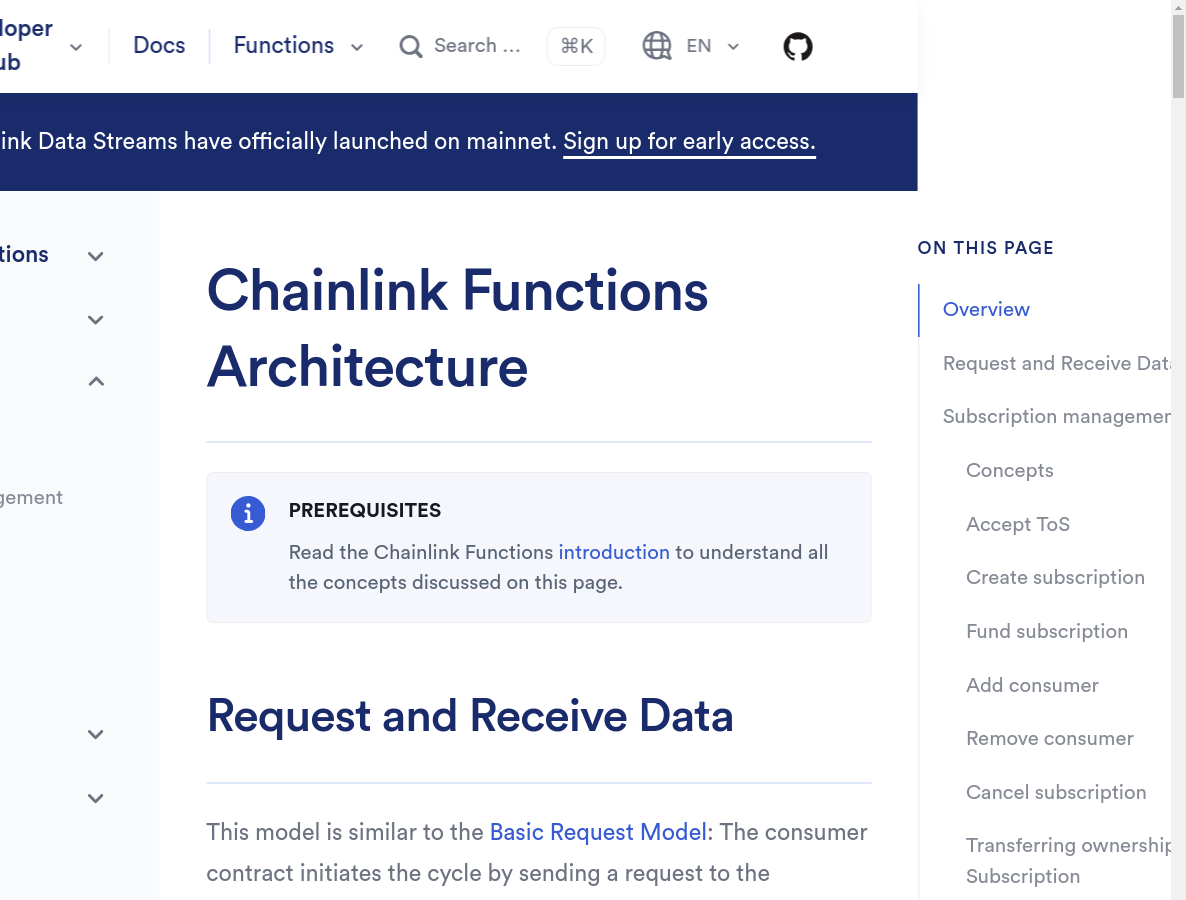 loper
ub
Docs
Functions
Search ...
⌘K
EN
ink Data Streams have officially launched on mainnet. Sign up for early access.
tions
gement
Chainlink Functions
Architecture
PREREQUISITES
Read the Chainlink Functions introduction to understand all
the concepts discussed on this page.
Request and Receive Data
This model is similar to the Basic Request Model: The consumer
contract initiates the cycle by sending a request to the
ON THIS PAGE
Overview
Request and Receive Data
Subscription managemen
Concepts
Accept ToS
Create subscription
Fund subscription
Add consumer
Remove consumer
Cancel subscription
Transferring ownership
Subscription